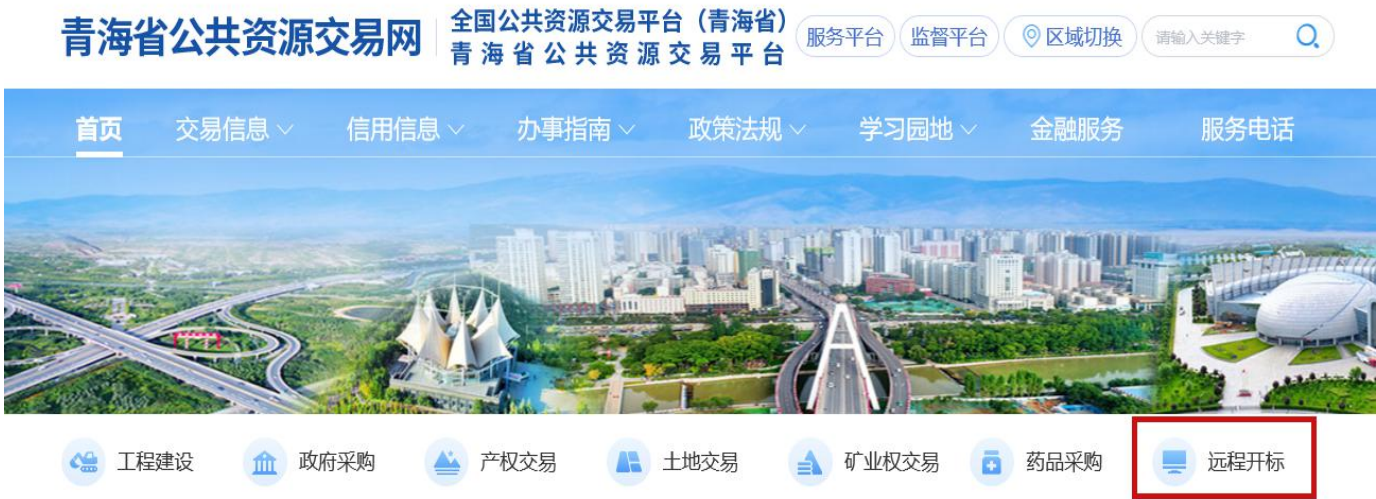 青海省公共资源交易网
全国公共资源交易平台（青海省）
青海省公共资源交易平台
服务平台 监督平台 区域切换 请输入关键字
首页 交易信息 信用信息 办事指南 政策法规 学习园地 金融服务 服务电话
工程建设 政府采购 产权交易 土地交易 矿业权交易 药品采购 远程开标